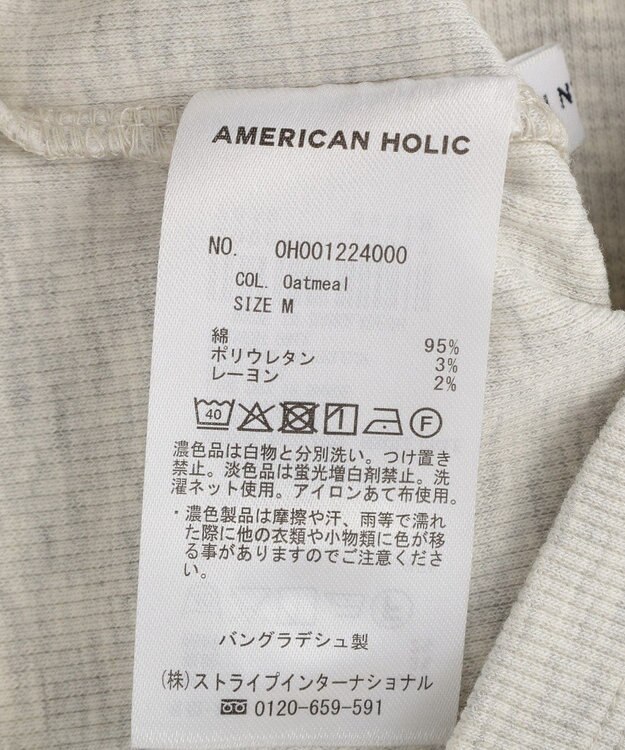 AMERICAN HOLIC
NO. OH001224000
COL. Oatmeal
SIZE M
綿 95%
ポリウレタン 3%
レーヨン 2%
40
F
濃色品は白物と分別洗い。つけ置き
禁止。淡色品は蛍光増白剤禁止。洗
濯ネット使用。アイロンあて布使用。
・濃色製品は摩擦や汗、雨等で濡れ
た際に他の衣類や小物類に色が移
る事がありますのでご注意くださ
い。
バングラデシュ製
(株)ストライプインターナショナル
0120-659-591